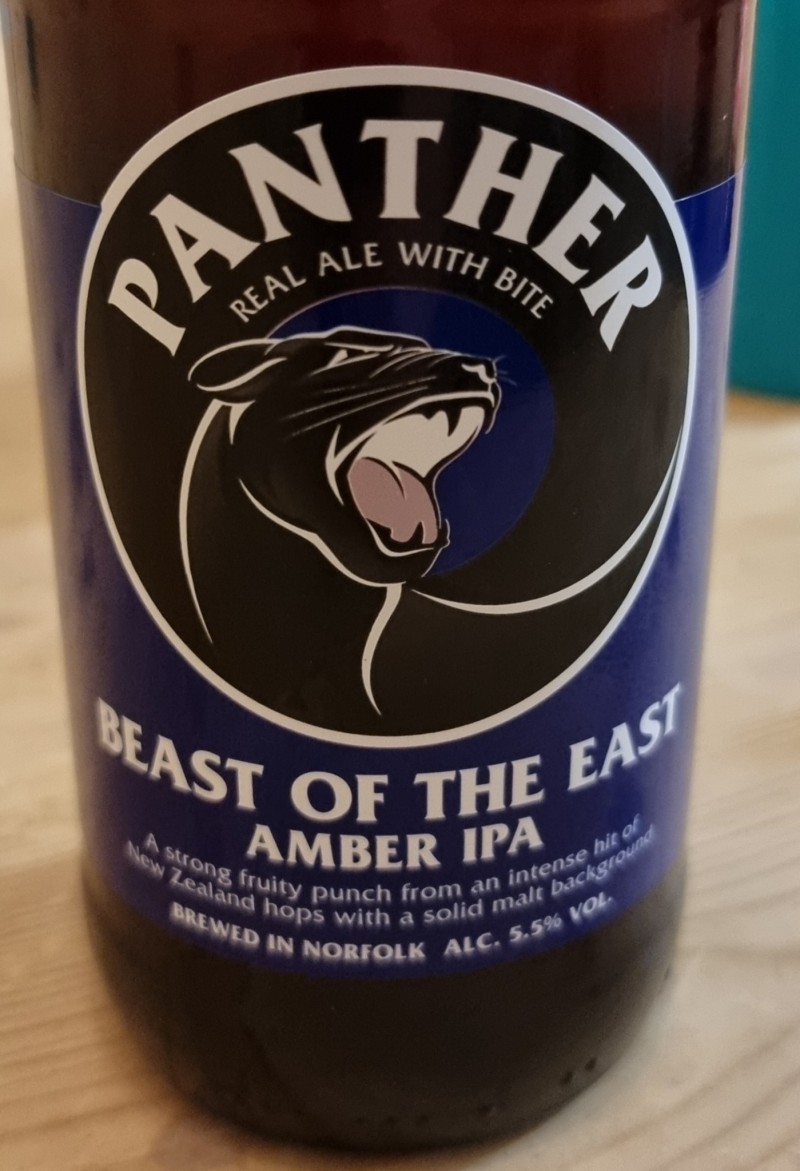 PANTHER
REAL ALE WITH BITE
BEAST OF THE EAST
AMBER IPA
A strong fruity punch from an intense hit of
New Zealand hops with a solid malt background.
BREWED IN NORFOLK ALC. 5.5% VOL.